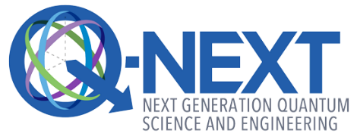 Q-NEXT
NEXT GENERATION QUANTUM
SCIENCE AND ENGINEERING